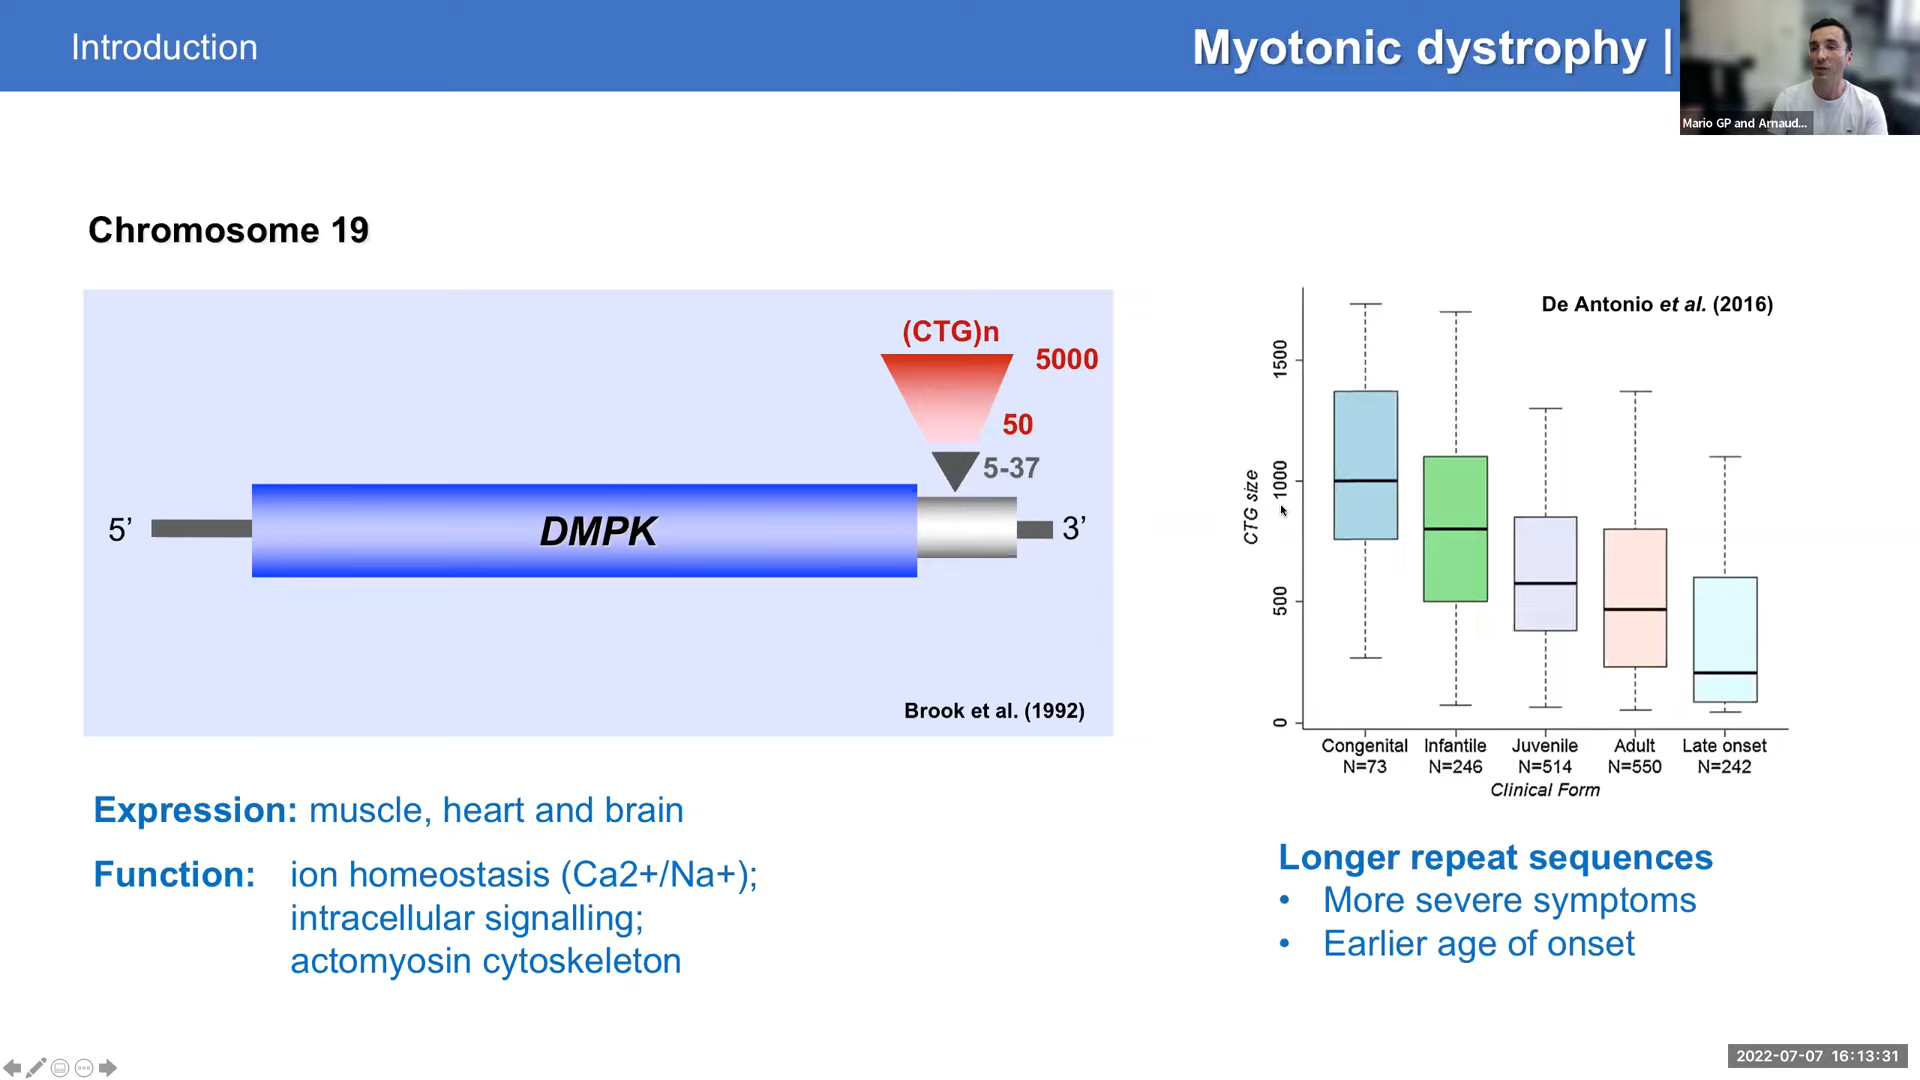 Introduction
Myotonic dystrophy |
Mario GP and Arnaud...
Chromosome 19
(CTG)n
5000
50
5-37
5’
DMPK
3’
Brook et al. (1992)
De Antonio et al. (2016)
CTG size
1500
1000
500
0
Congenital Infantile Juvenile Adult Late onset
N=73 N=246 N=514 N=550 N=242
Clinical Form
Expression: muscle, heart and brain
Function: ion homeostasis (Ca2+/Na+);
intracellular signalling;
actomyosin cytoskeleton
Longer repeat sequences
• More severe symptoms
• Earlier age of onset
2022-07-07 16:13:31